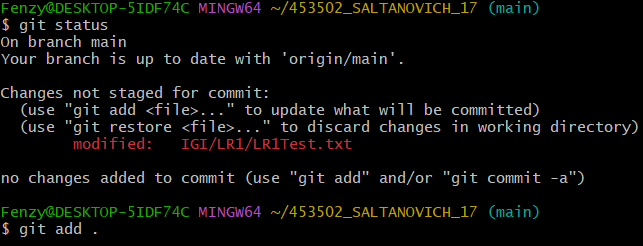 Fenzy@DESKTOP-5IDF74C MINGW64 ~/453502_SALTANOVICH_17 (main)
$ git status
On branch main
Your branch is up to date with 'origin/main'.

Changes not staged for commit:
  (use "git add <file>..." to update what will be committed)
  (use "git restore <file>..." to discard changes in working directory)
        modified:   IGI/LR1/LR1Test.txt

no changes added to commit (use "git add" and/or "git commit -a")

Fenzy@DESKTOP-5IDF74C MINGW64 ~/453502_SALTANOVICH_17 (main)
$ git add .